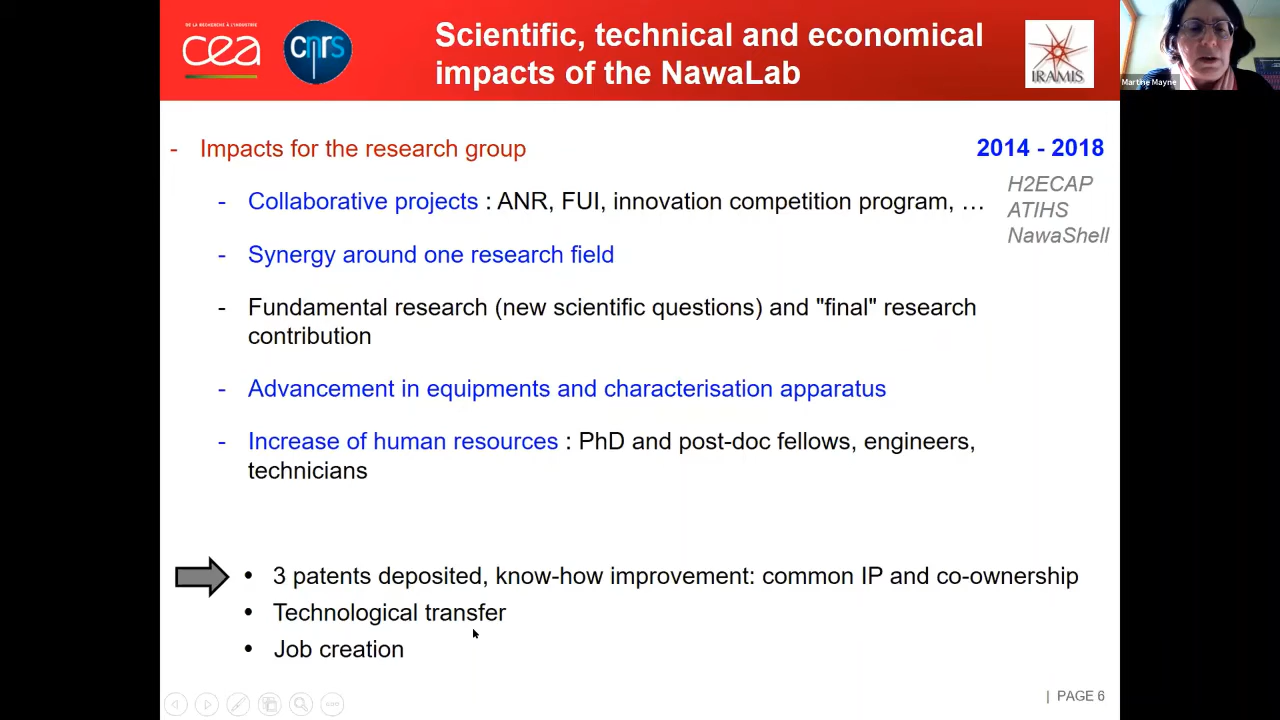 DE LA RECHERCHE À L'INDUSTRIE
cea
cnrs
Scientific, technical and economical
impacts of the NawaLab
IRAMIS
Martine Mayne
- Impacts for the research group
2014 - 2018
- Collaborative projects : ANR, FUI, innovation competition program, …
H2ECAP
ATIHS
NawaShell
- Synergy around one research field
- Fundamental research (new scientific questions) and "final" research
contribution
- Advancement in equipments and characterisation apparatus
- Increase of human resources : PhD and post-doc fellows, engineers,
technicians
• 3 patents deposited, know-how improvement: common IP and co-ownership
• Technological transfer
• Job creation
| PAGE 6